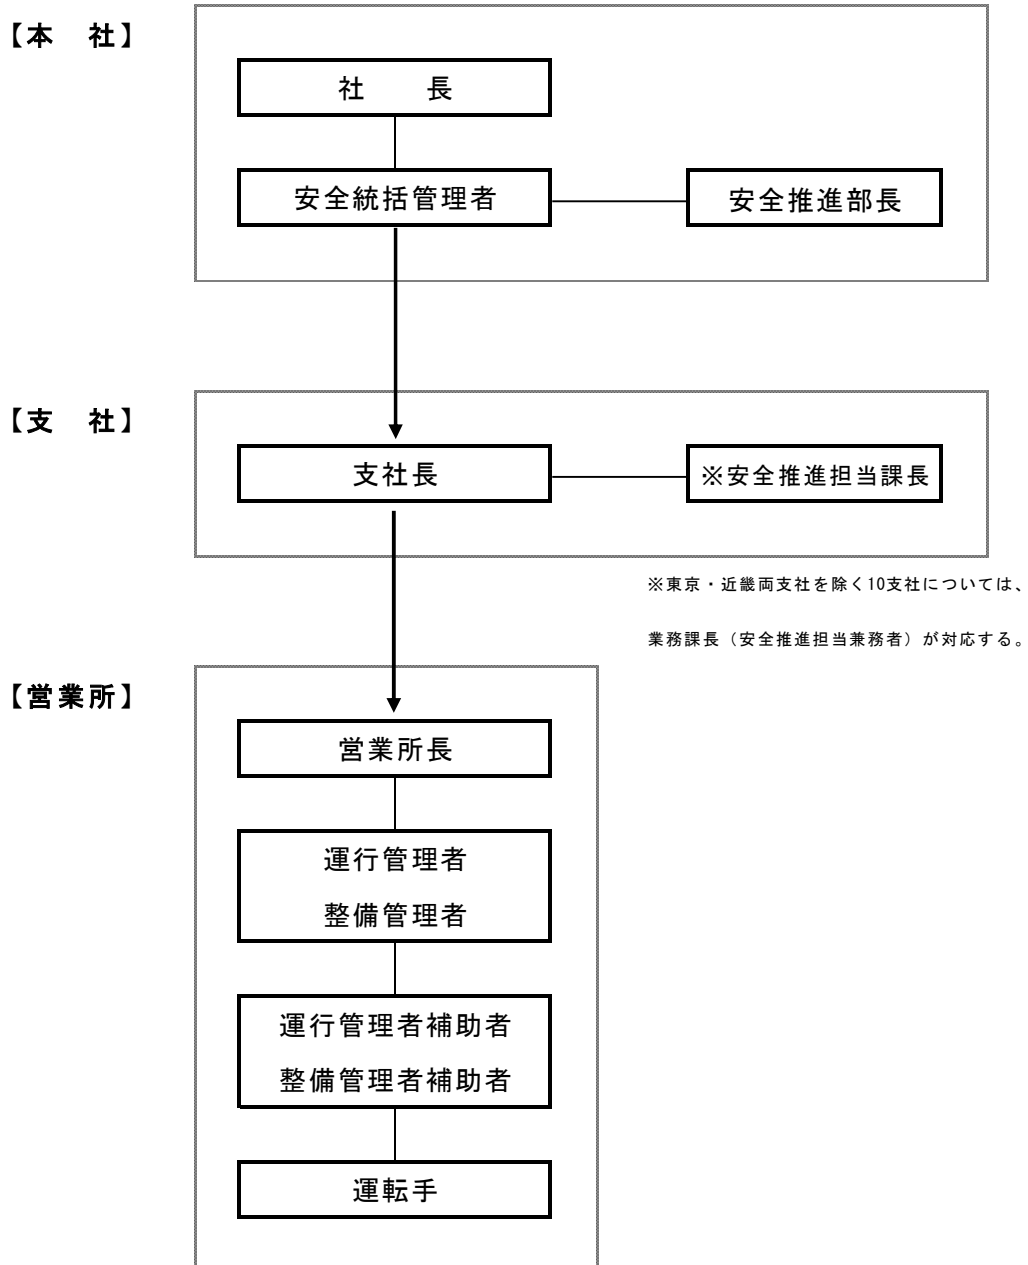 【本　社】
社　　長
安全統括管理者
安全推進部長
【支　社】
支社長
※安全推進担当課長
※東京・近畿両支社を除く10支社については、
業務課長（安全推進担当兼務者）が対応する。
【営業所】
営業所長
運行管理者
整備管理者
運行管理者補助者
整備管理者補助者
運転手